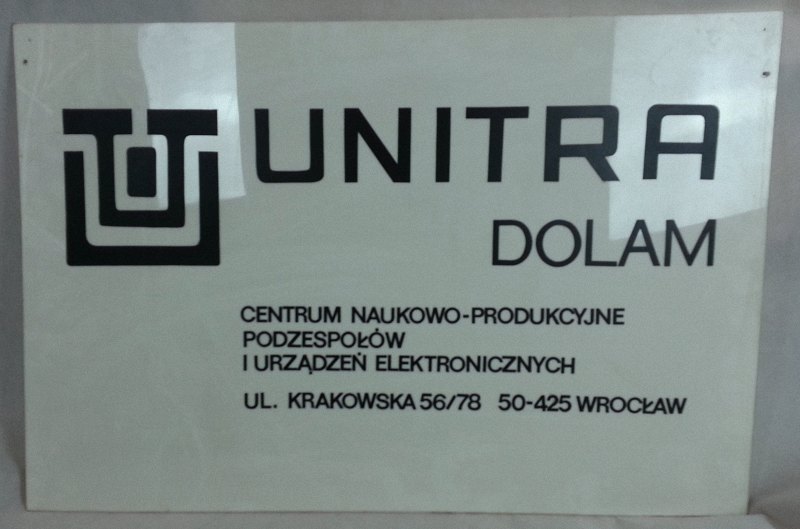 UNITRA
DOLAM
CENTRUM NAUKOWO-PRODUKCYJNE
PODZESPOŁÓW
I URZĄDZEŃ ELEKTRONICZNYCH
UL. KRAKOWSKA 56/78 50-425 WROCŁAW